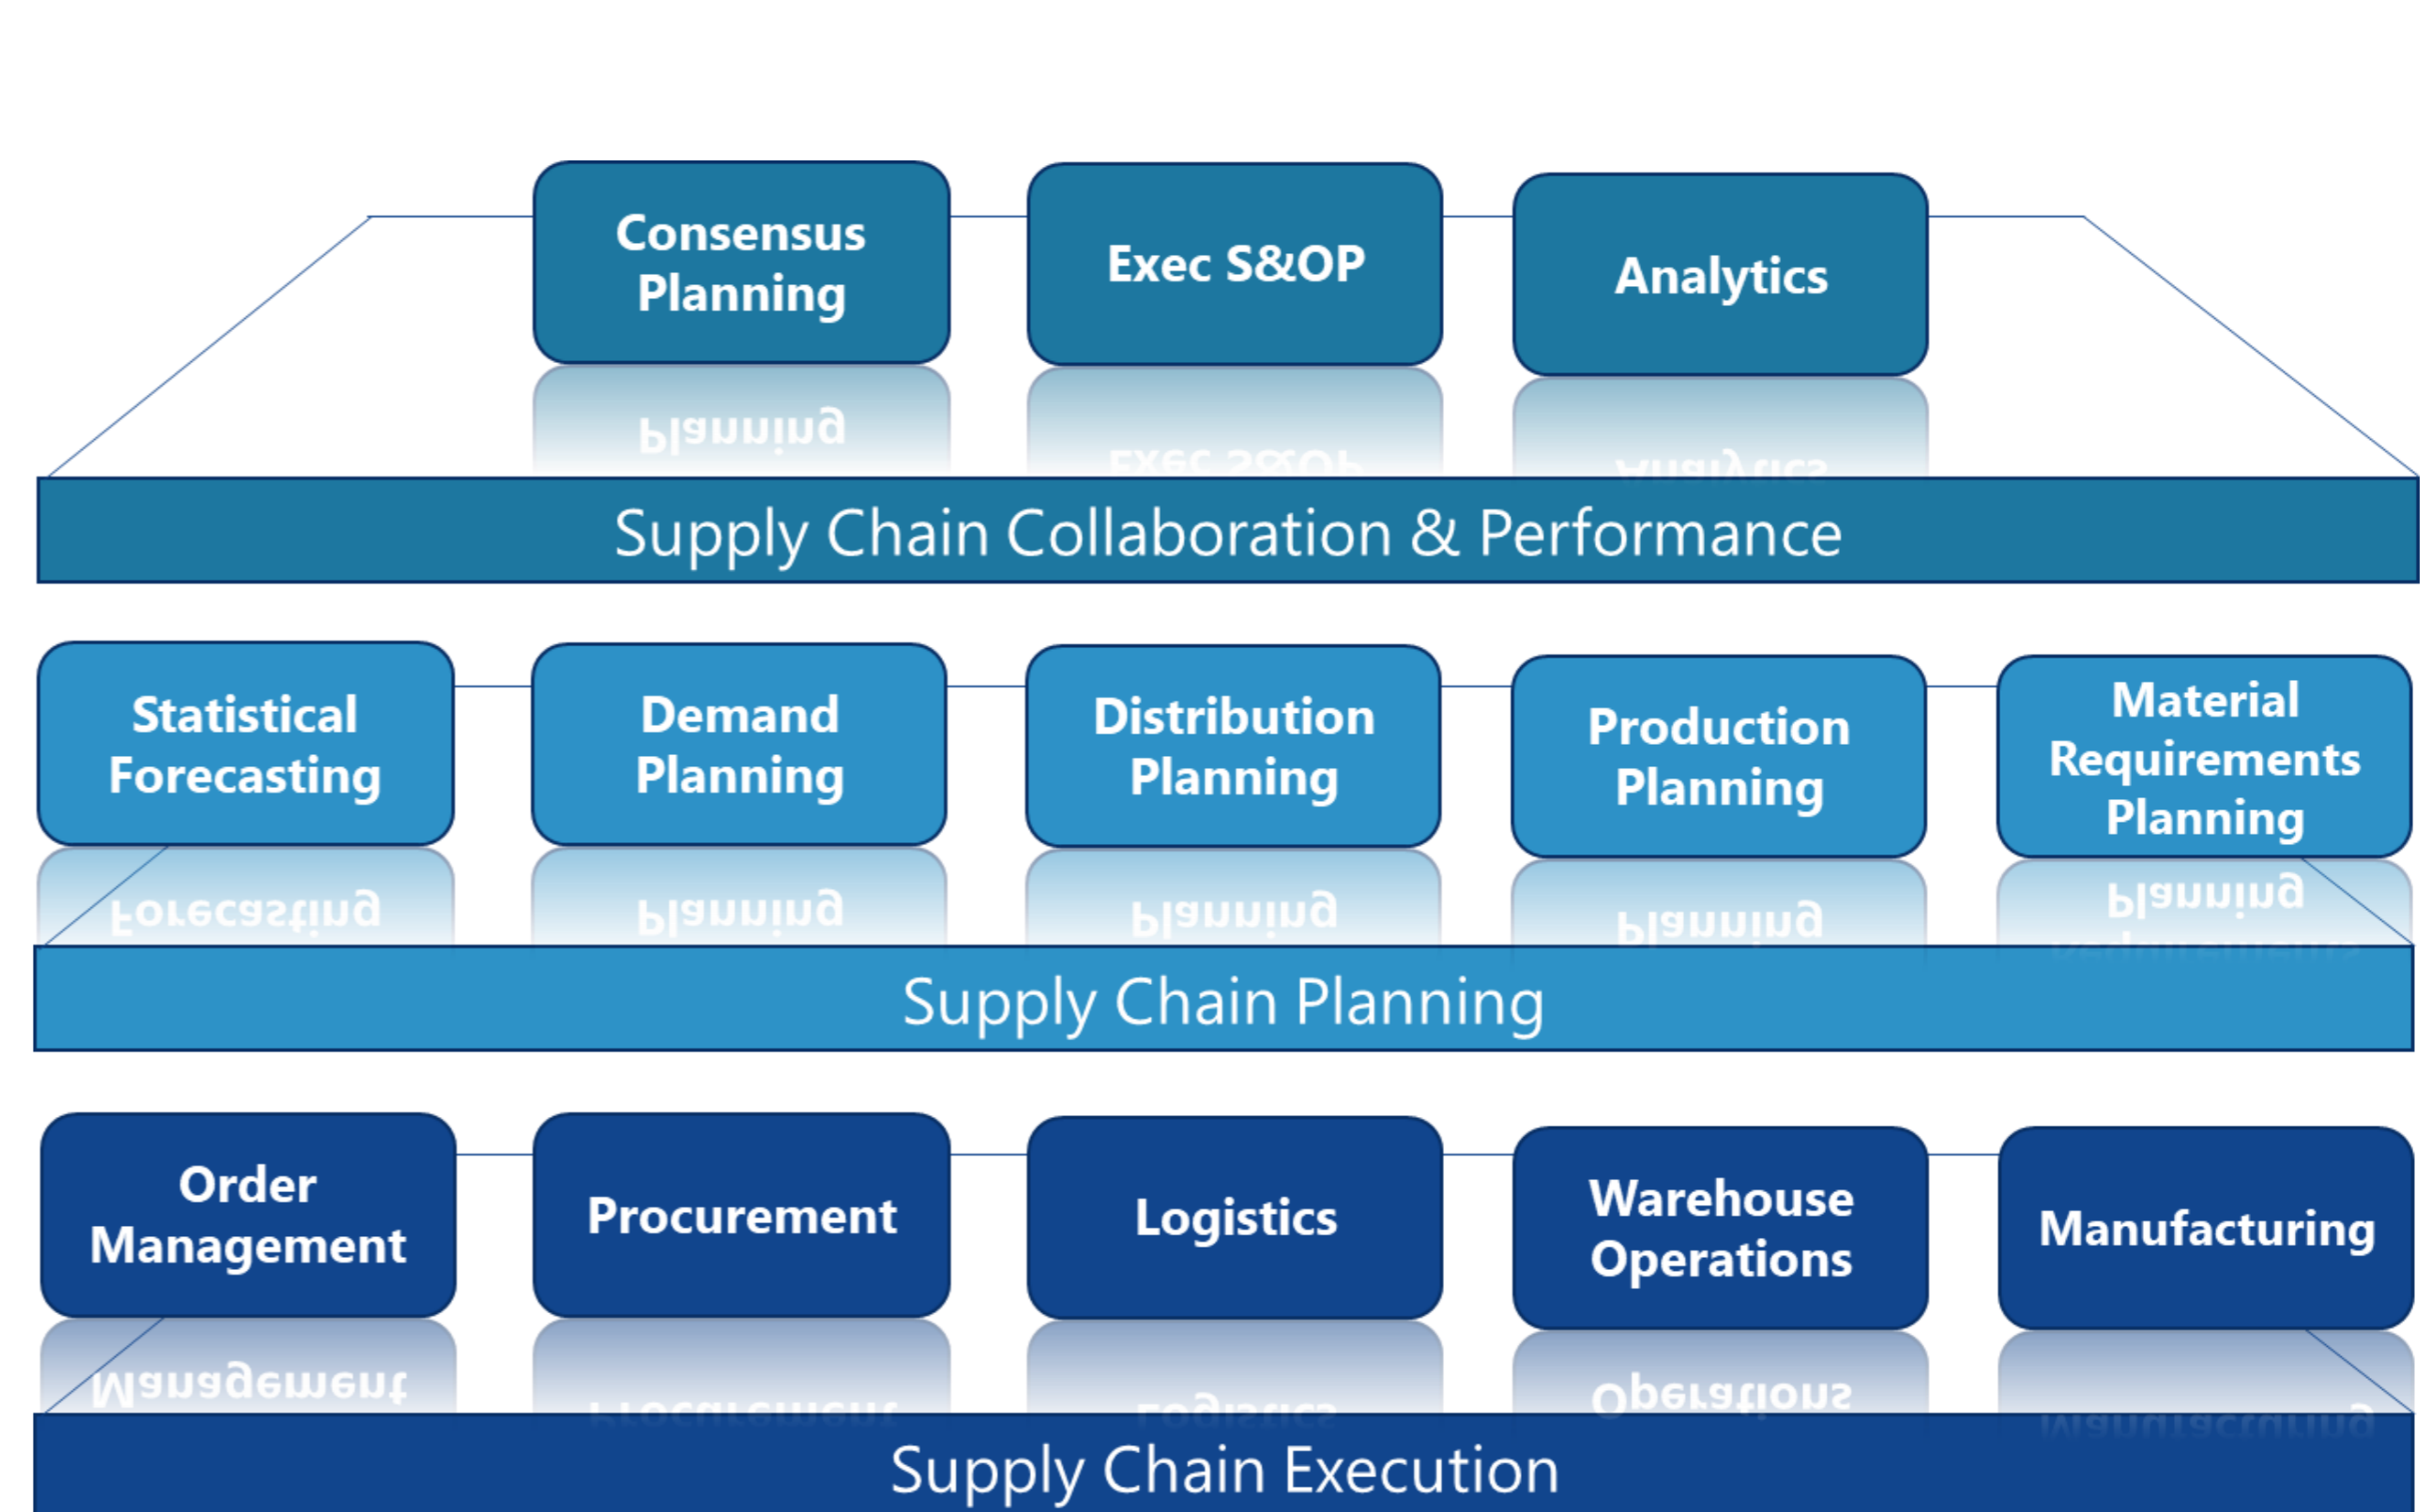 Consensus
Planning
Exec S&OP
Analytics
Supply Chain Collaboration & Performance
Statistical
Forecasting
Demand
Planning
Distribution
Planning
Production
Planning
Material
Requirements
Planning
Supply Chain Planning
Order
Management
Procurement
Logistics
Warehouse
Operations
Manufacturing
Supply Chain Execution